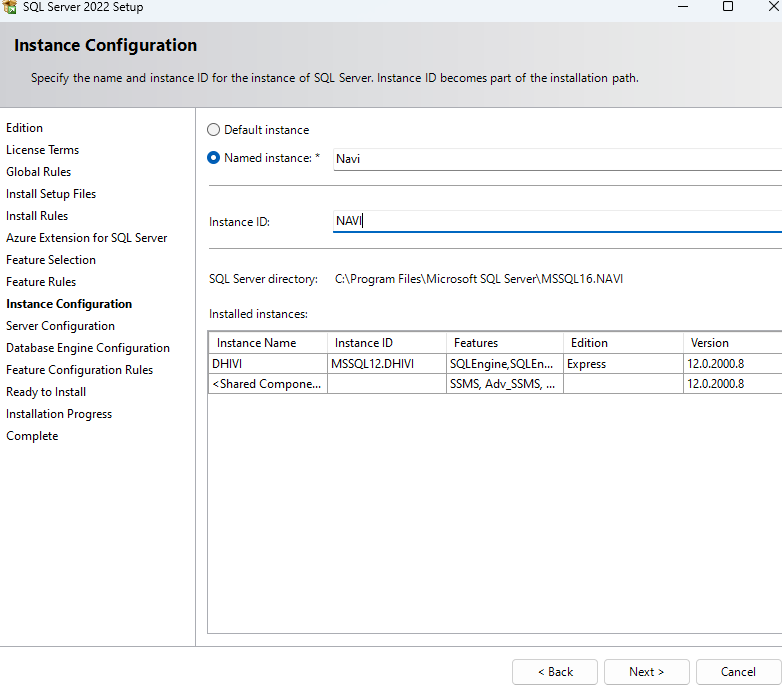 SQL Server 2022 Setup
Instance Configuration
Specify the name and instance ID for the instance of SQL Server. Instance ID becomes part of the installation path.
Edition
License Terms
Global Rules
Install Setup Files
Install Rules
Azure Extension for SQL Server
Feature Selection
Feature Rules
Instance Configuration
Server Configuration
Database Engine Configuration
Feature Configuration Rules
Ready to Install
Installation Progress
Complete
Default instance
Named instance: * Navi
Instance ID: NAVI
SQL Server directory: C:\Program Files\Microsoft SQL Server\MSSQL16.NAVI
Installed instances:
Instance Name Instance ID Features Edition Version
DHIVI MSSQL12.DHIVI SQLEngine,SQLEn... Express 12.0.2000.8
<Shared Compone... SSMS, Adv_SSMS, ... 12.0.2000.8
< Back Next > Cancel